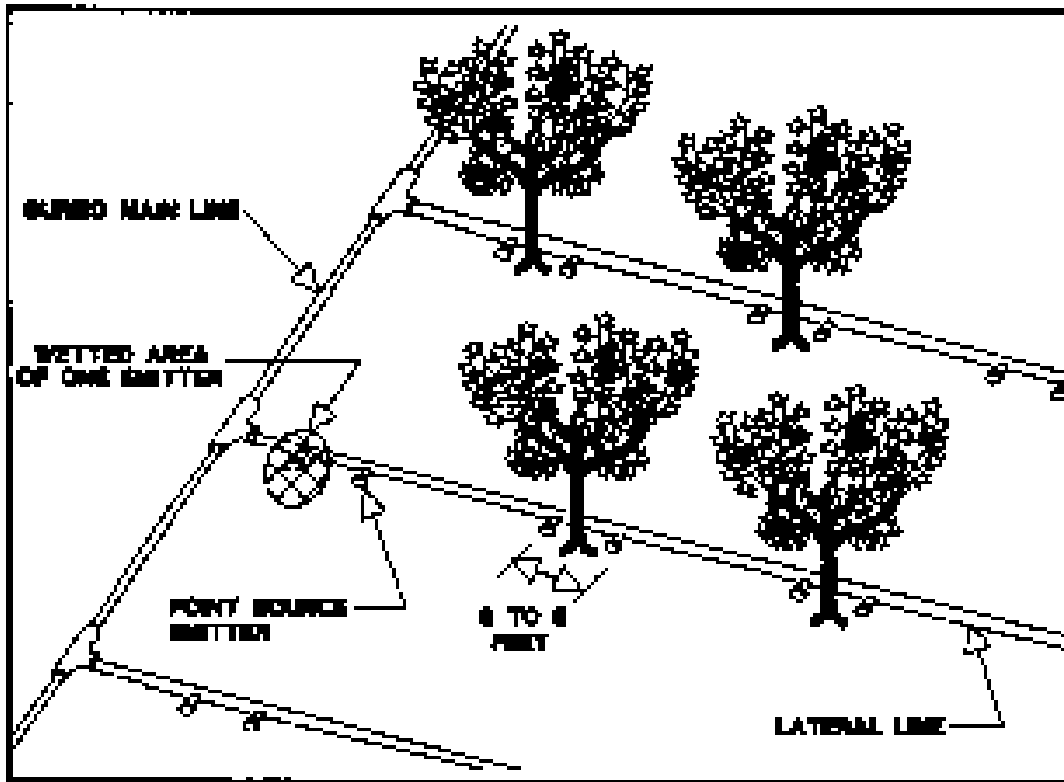 BURIED MAIN LINE
WETTED AREA
OF ONE EMITTER
POINT SOURCE
EMITTER
TO
FEET
LATERAL LINE